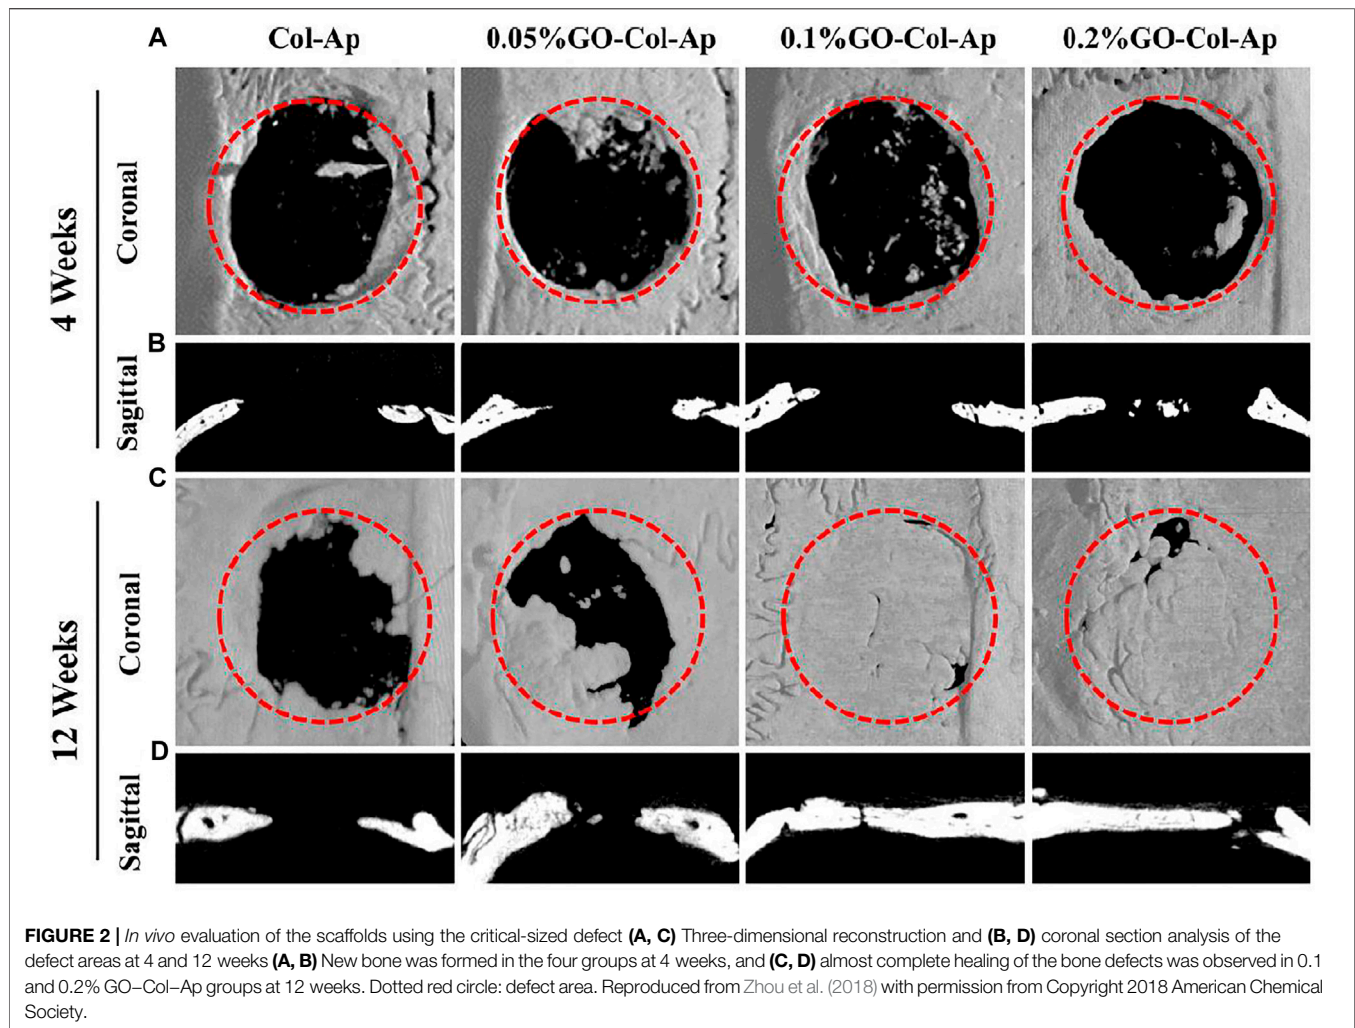 A
Col-Ap
0.05%GO-Col-Ap
0.1%GO-Col-Ap
0.2%GO-Col-Ap
4 Weeks
Coronal
B
Sagittal
C
12 Weeks
Coronal
D
Sagittal
FIGURE 2 | In vivo evaluation of the scaffolds using the critical-sized defect (A, C) Three-dimensional reconstruction and (B, D) coronal section analysis of the
defect areas at 4 and 12 weeks (A, B) New bone was formed in the four groups at 4 weeks, and (C, D) almost complete healing of the bone defects was observed in 0.1
and 0.2% GO–Col–Ap groups at 12 weeks. Dotted red circle: defect area. Reproduced from Zhou et al. (2018) with permission from Copyright 2018 American Chemical
Society.